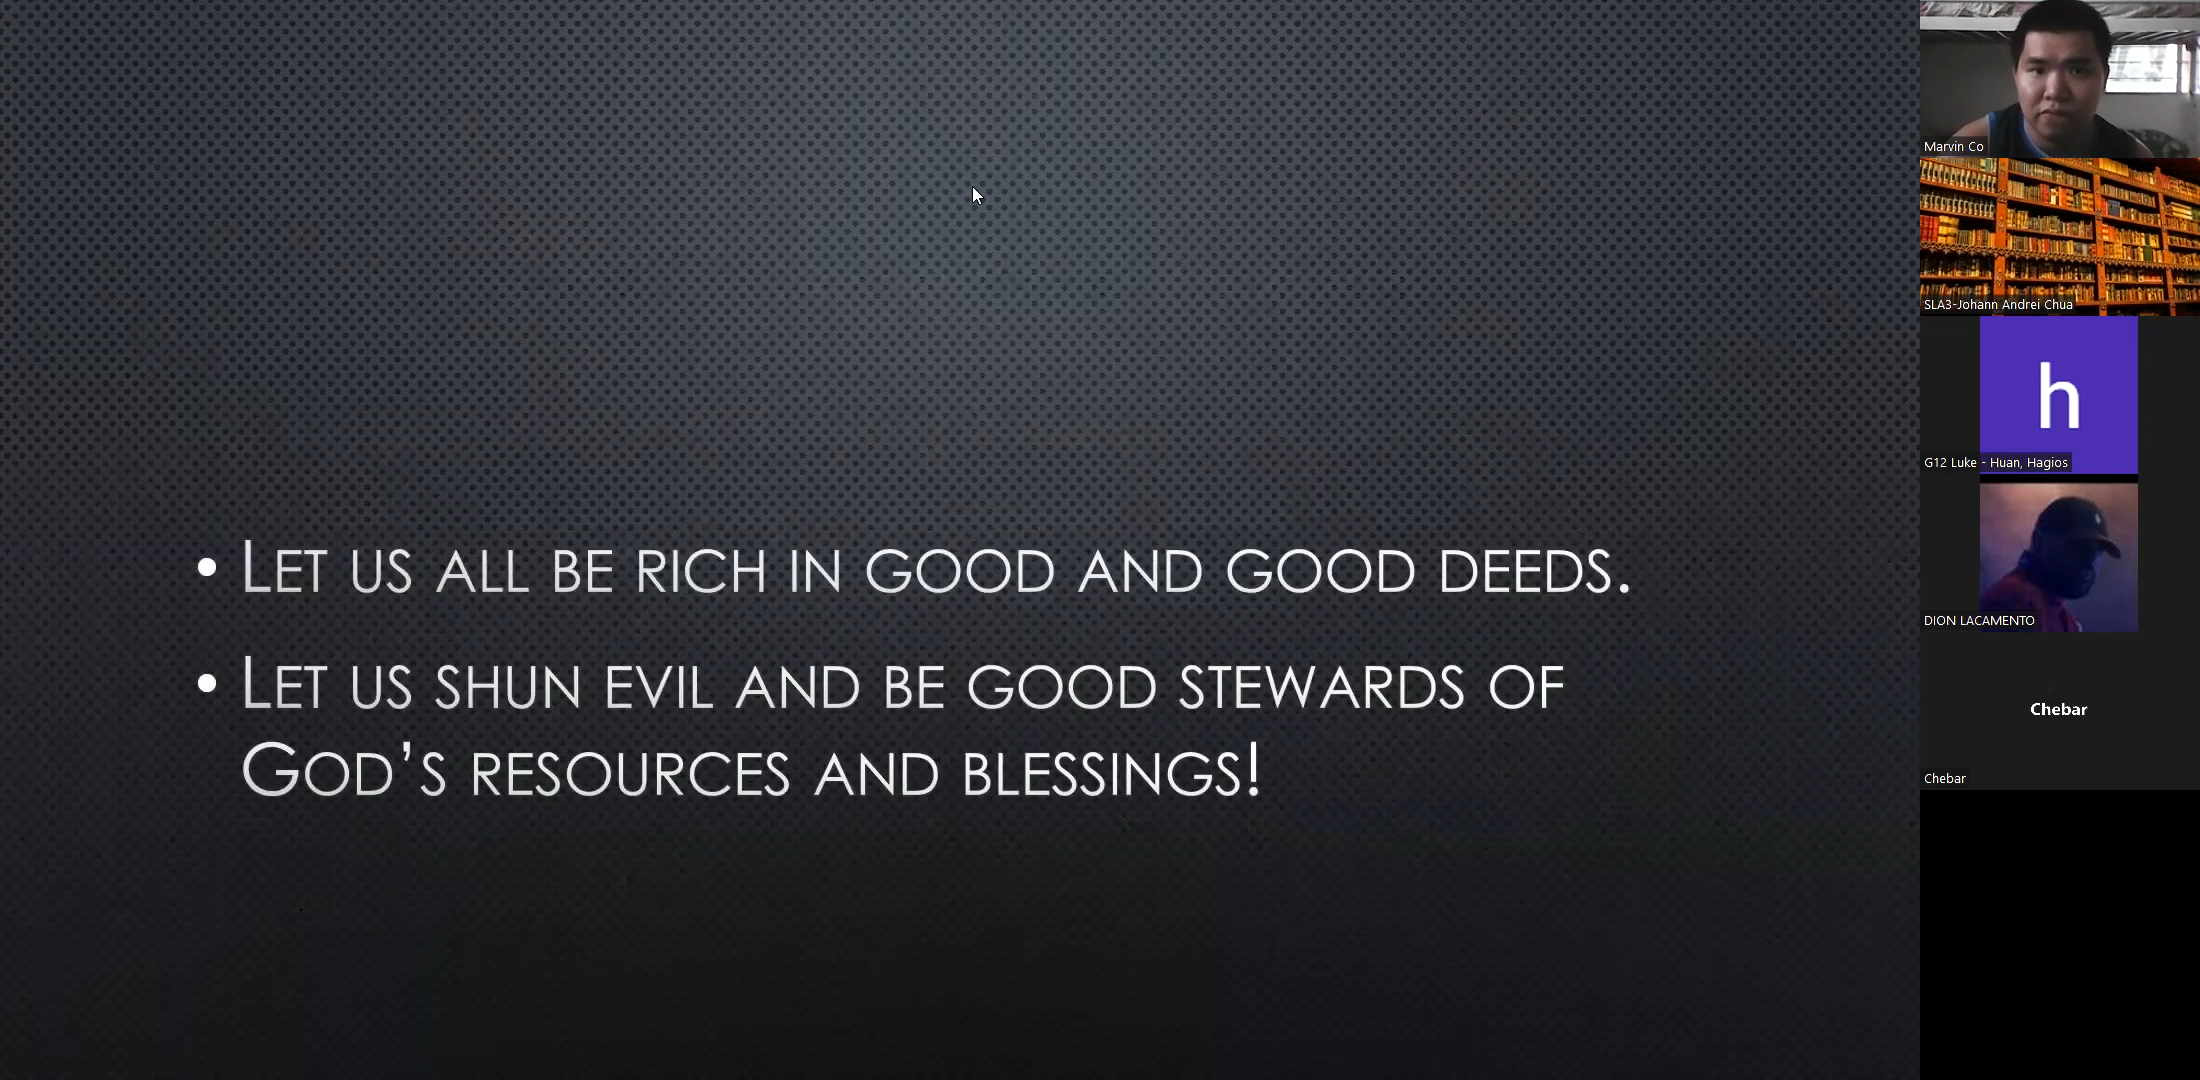 • Let us all be rich in good and good deeds.
• Let us shun evil and be good stewards of
God’s resources and blessings!
Marvin Co
SLA3-Johann Andrei Chua
h
G12 Luke - Huan, Hagios
DION LACAMENTO
Chebar
Chebar